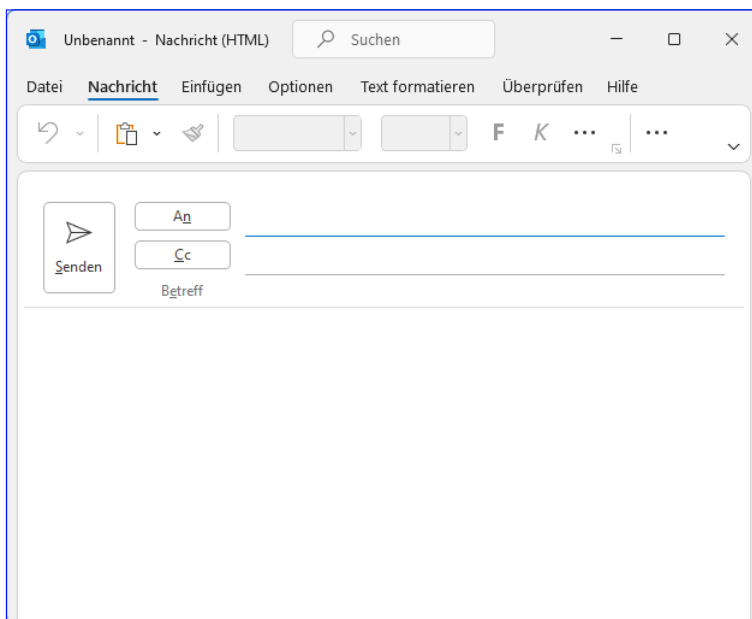 Unbenannt - Nachricht (HTML) Suchen
Datei Nachricht Einfügen Optionen Text formatieren Überprüfen Hilfe
F K
An
Senden
Cc
Betreff